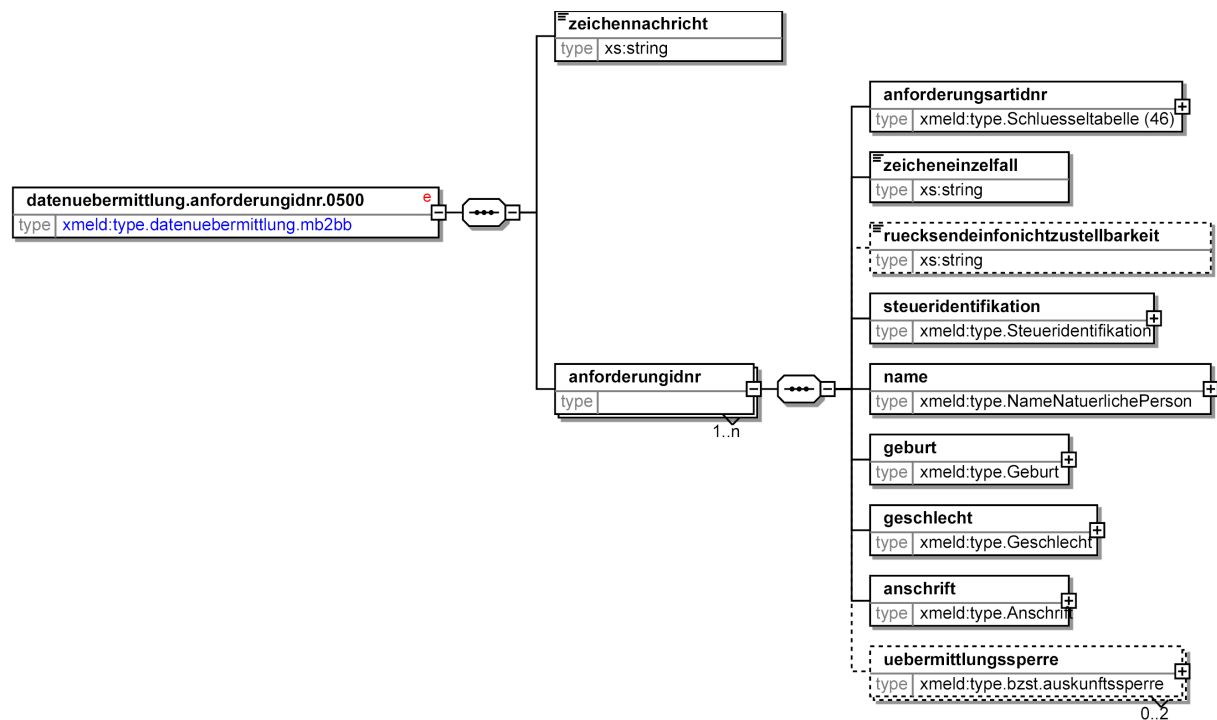 zeichennachricht
type xs:string
anforderungsartidnr
type xmeld:type.Schluesseltabelle (46)
zeicheneinzelfall
type xs:string
datenuebermittlung.anforderungidnr.0500 e
type xmeld:type.datenuebermittlung.mb2bb
ruecksendeinfonichtzustellbarkeit
type xs:string
steueridentifikation
type xmeld:type.Steueridentifikation
anforderungidnr
type
1..n
name
type xmeld:type.NameNatuerlichePerson
geburt
type xmeld:type.Geburt
geschlecht
type xmeld:type.Geschlecht
anschrift
type xmeld:type.Anschrift
uebermittlungssperre
type xmeld:type.bzst.auskunftssperre
0..2